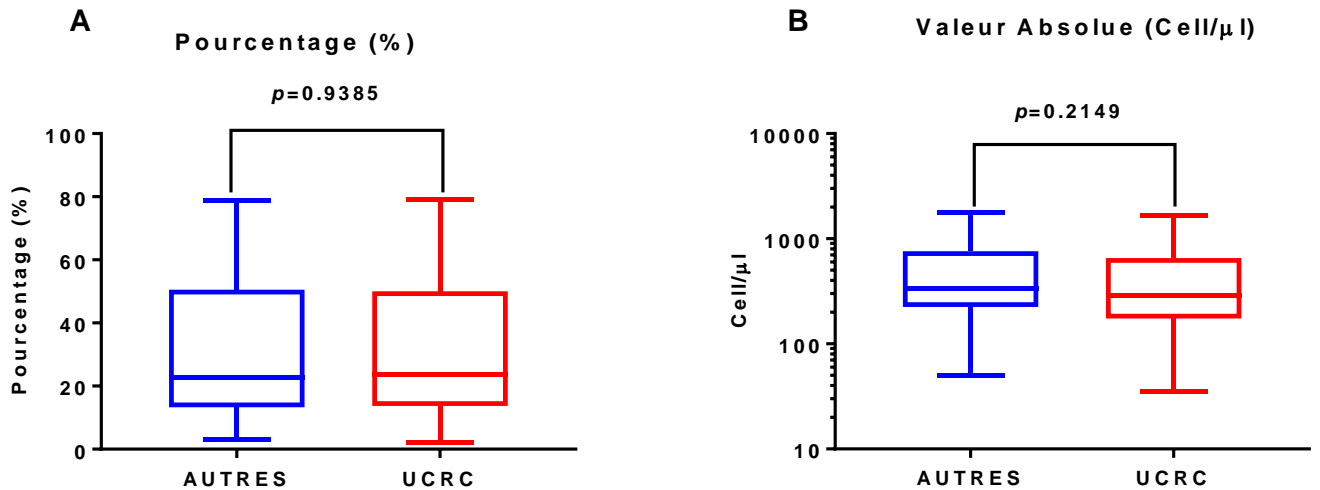 A
Pourcentage (%)
p=0.9385
100
80
60
40
20
0
Pourcentage (%)
AUTRES
UCRC
B
Valeur Absolue (Cell/μl)
p=0.2149
10000
1000
100
10
Cell/μl
AUTRES
UCRC